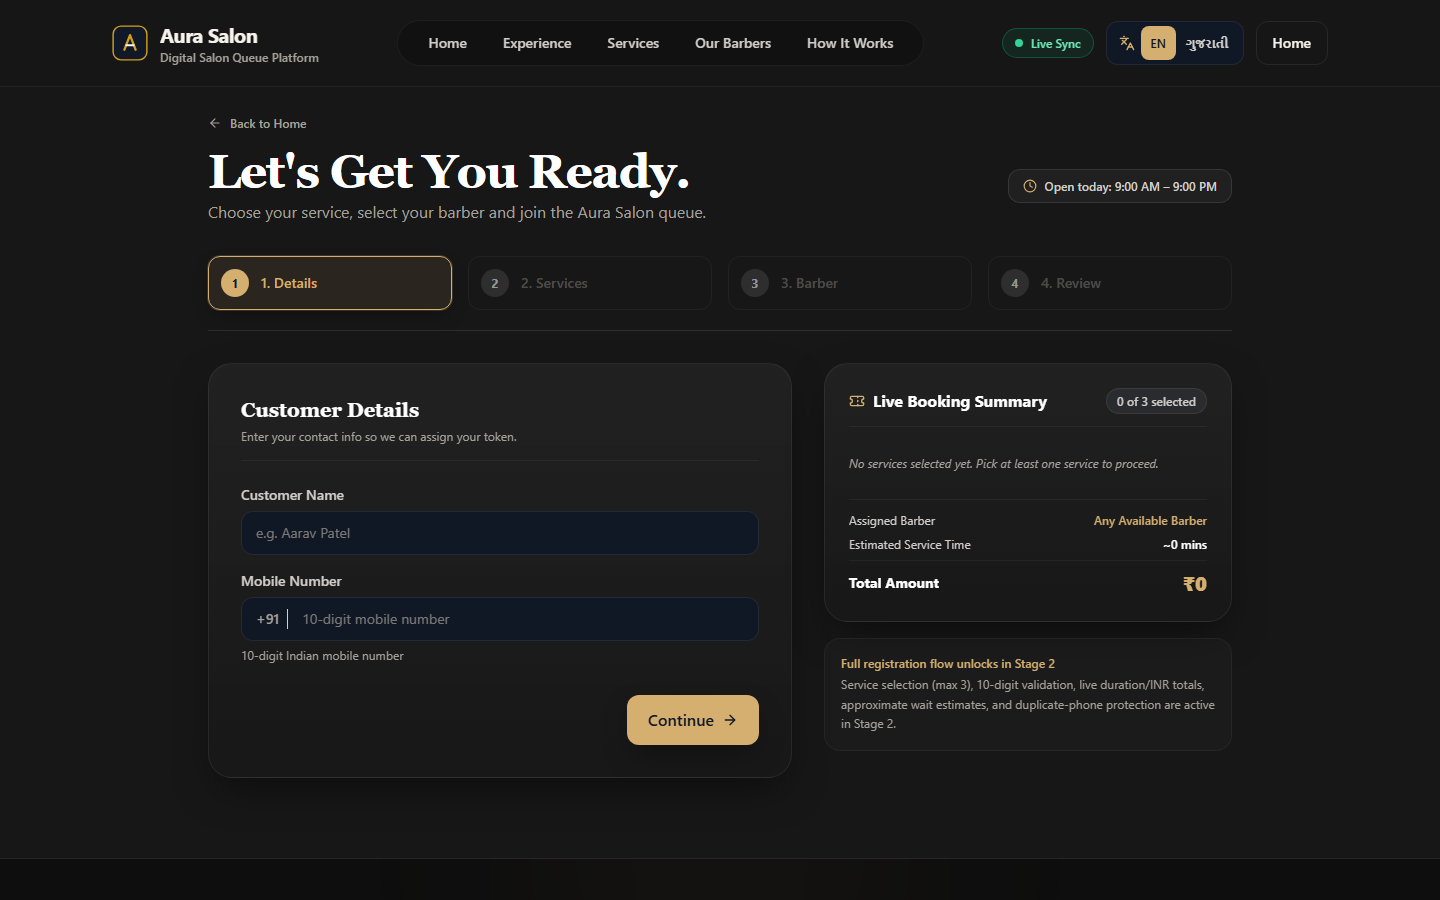 Aura Salon
Digital Salon Queue Platform
Home
Experience
Services
Our Barbers
How It Works
Live Sync
EN
ગુજરાતી
Home
Back to Home
Let's Get You Ready.
Choose your service, select your barber and join the Aura Salon queue.
Open today: 9:00 AM – 9:00 PM
1 1. Details
2 2. Services
3 3. Barber
4 4. Review
Customer Details
Enter your contact info so we can assign your token.
Customer Name
e.g. Aarav Patel
Mobile Number
+91 10-digit mobile number
10-digit Indian mobile number
Continue
Live Booking Summary
0 of 3 selected
No services selected yet. Pick at least one service to proceed.
Assigned Barber Any Available Barber
Estimated Service Time ~0 mins
Total Amount ₹0
Full registration flow unlocks in Stage 2
Service selection (max 3), 10-digit validation, live duration/INR totals,
approximate wait estimates, and duplicate-phone protection are active
in Stage 2.